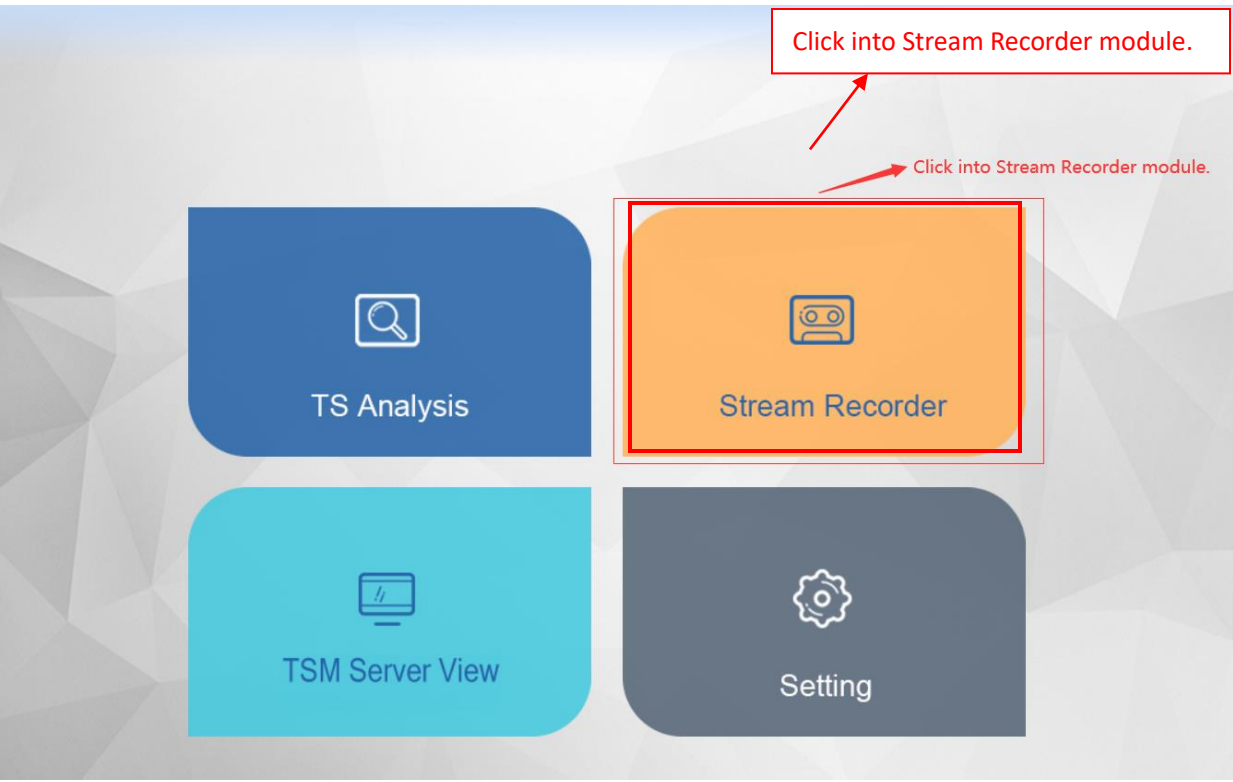 Click into Stream Recorder module.
Click into Stream Recorder module.
TS Analysis
Stream Recorder
TSM Server View
Setting